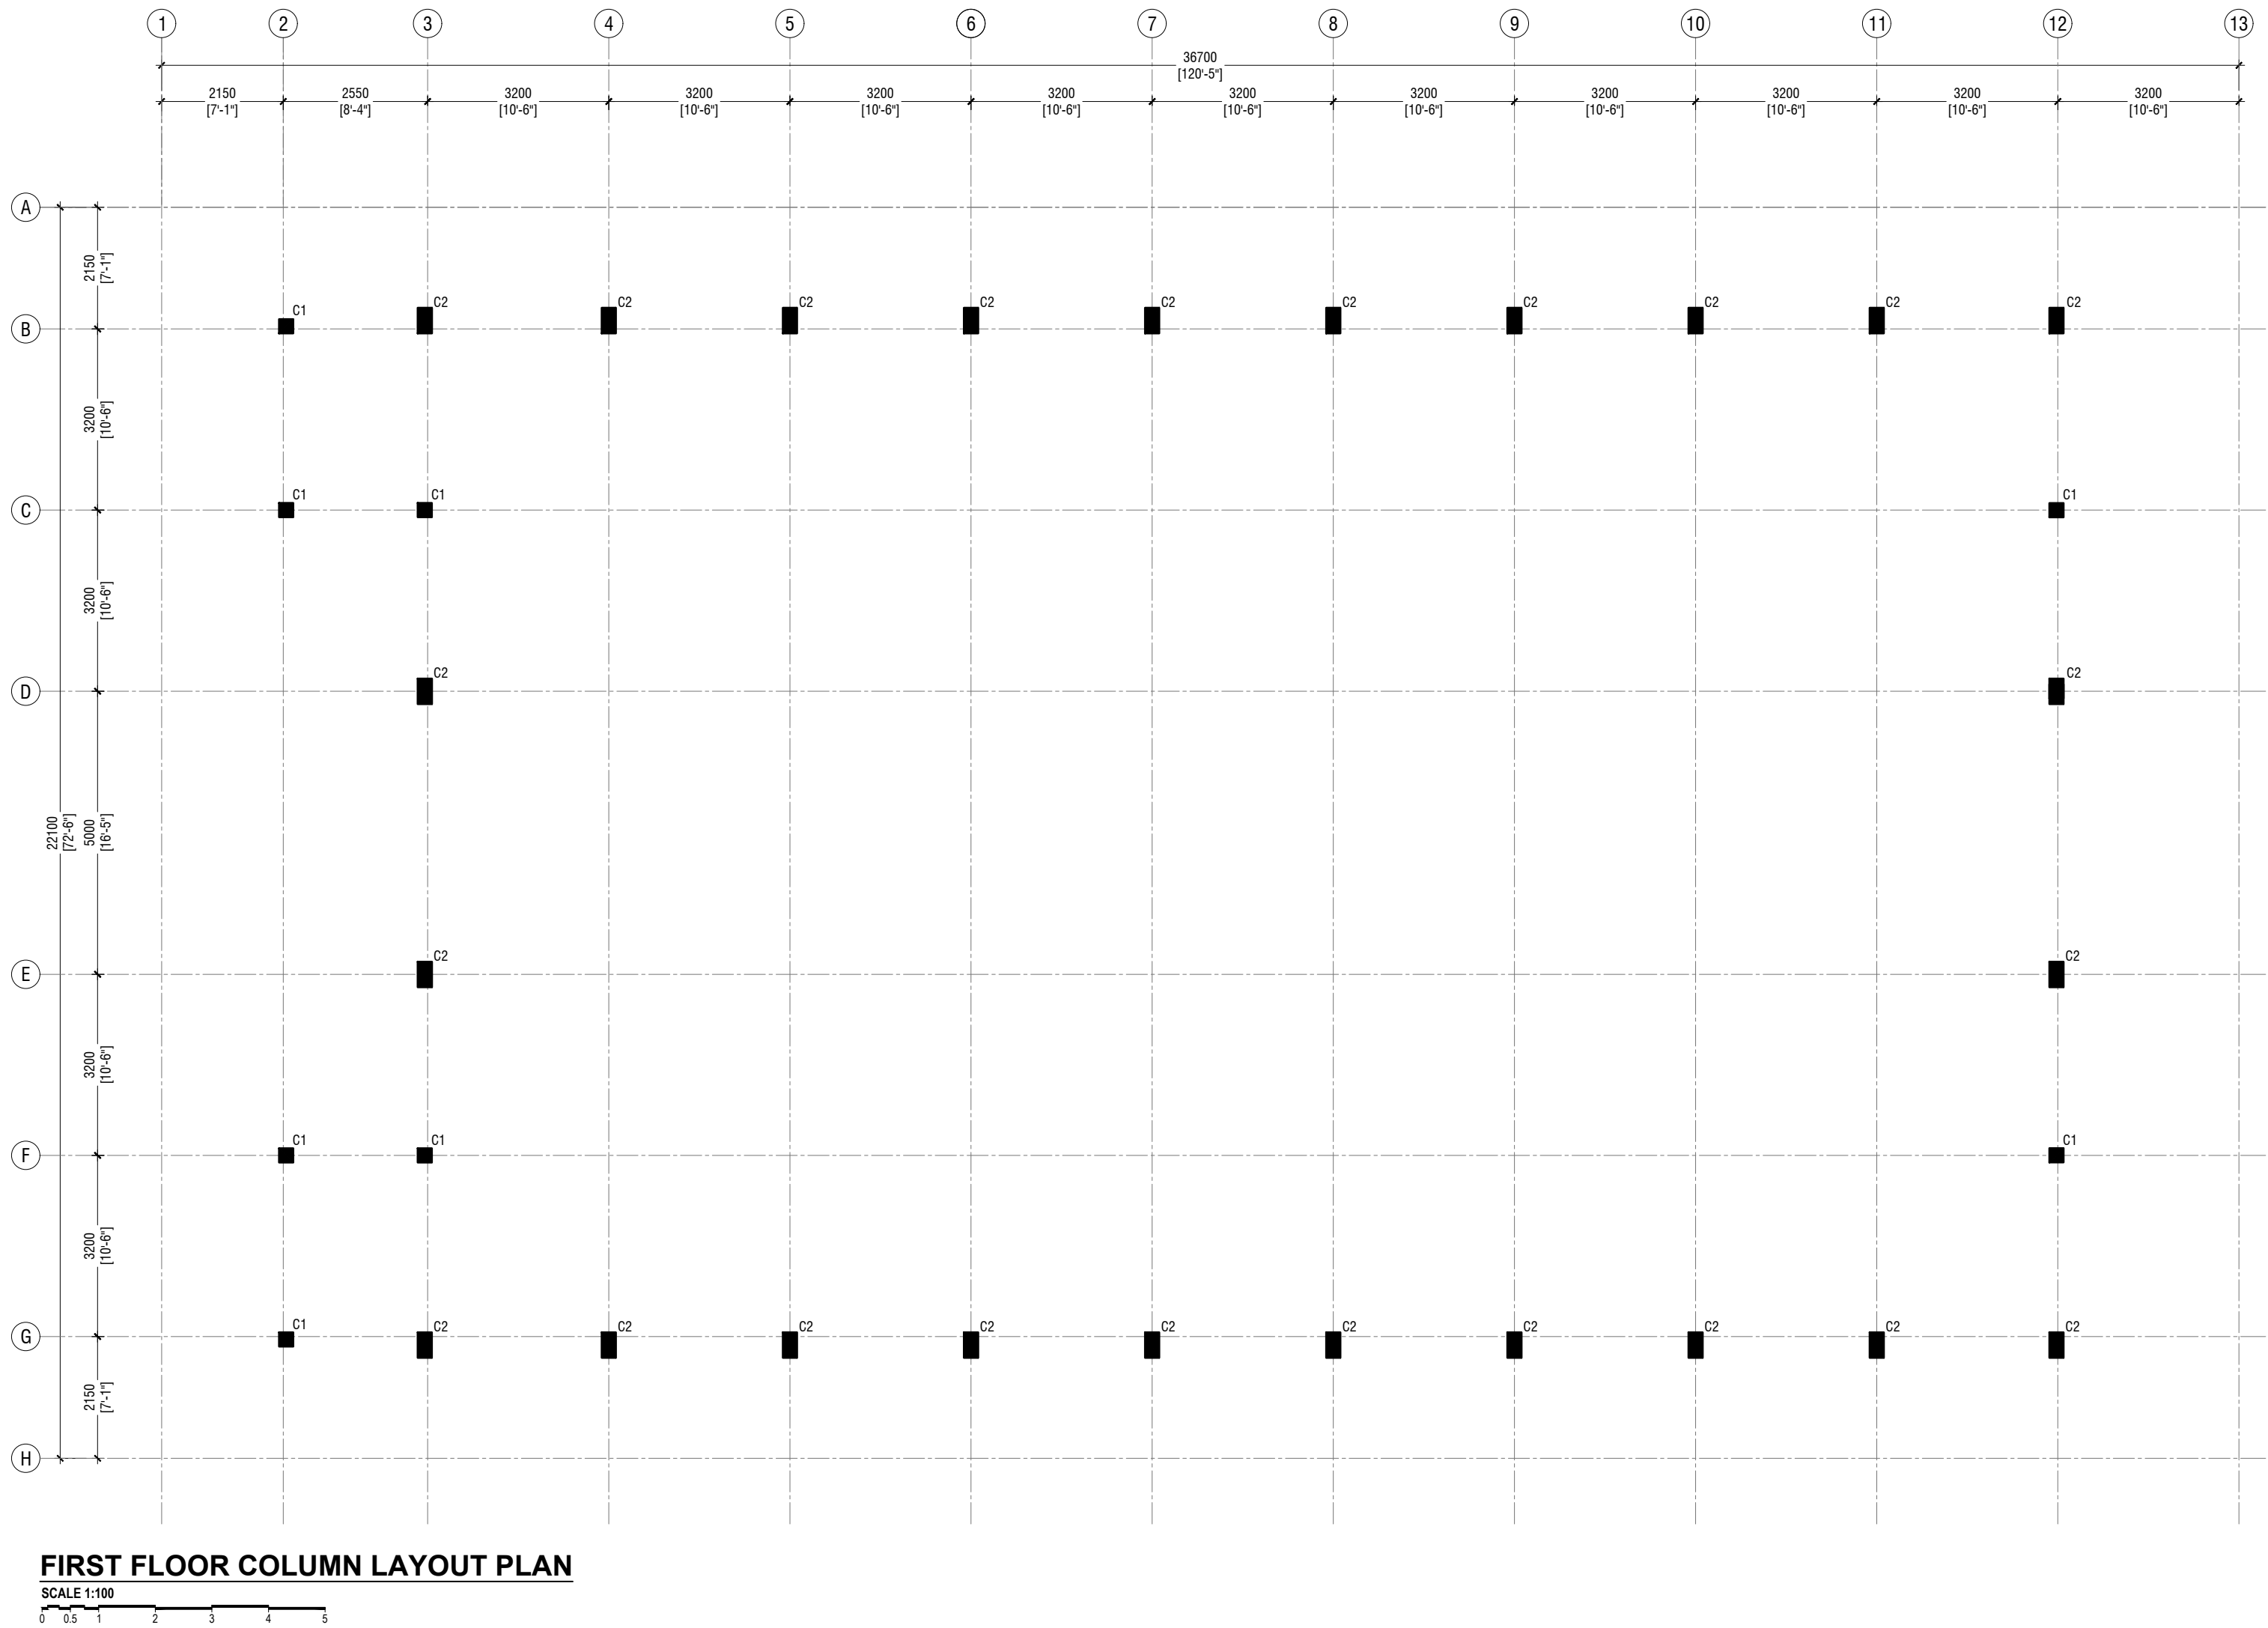 1 2 3 4 5 6 7 8 9 10 11 12 13
36700
[120'-5"]
2150 2550 3200 3200 3200 3200 3200 3200 3200 3200 3200 3200
[7'-1"] [8'-4"] [10'-6"] [10'-6"] [10'-6"] [10'-6"] [10'-6"] [10'-6"] [10'-6"] [10'-6"] [10'-6"] [10'-6"]
A
2150
[7'-1"]
C1 C2 C2 C2 C2 C2 C2 C2 C2 C2 C2
B
3200
[10'-6"]
C1 C1 C1
C
3200
[10'-6"]
C2 C2
D
22100
[72'-6"]
5000
[16'-5"]
C2 C2
E
3200
[10'-6"]
C1 C1 C1
F
3200
[10'-6"]
C1 C2 C2 C2 C2 C2 C2 C2 C2 C2 C2
G
2150
[7'-1"]
H
FIRST FLOOR COLUMN LAYOUT PLAN
SCALE 1:100
0 0.5 1 2 3 4 5